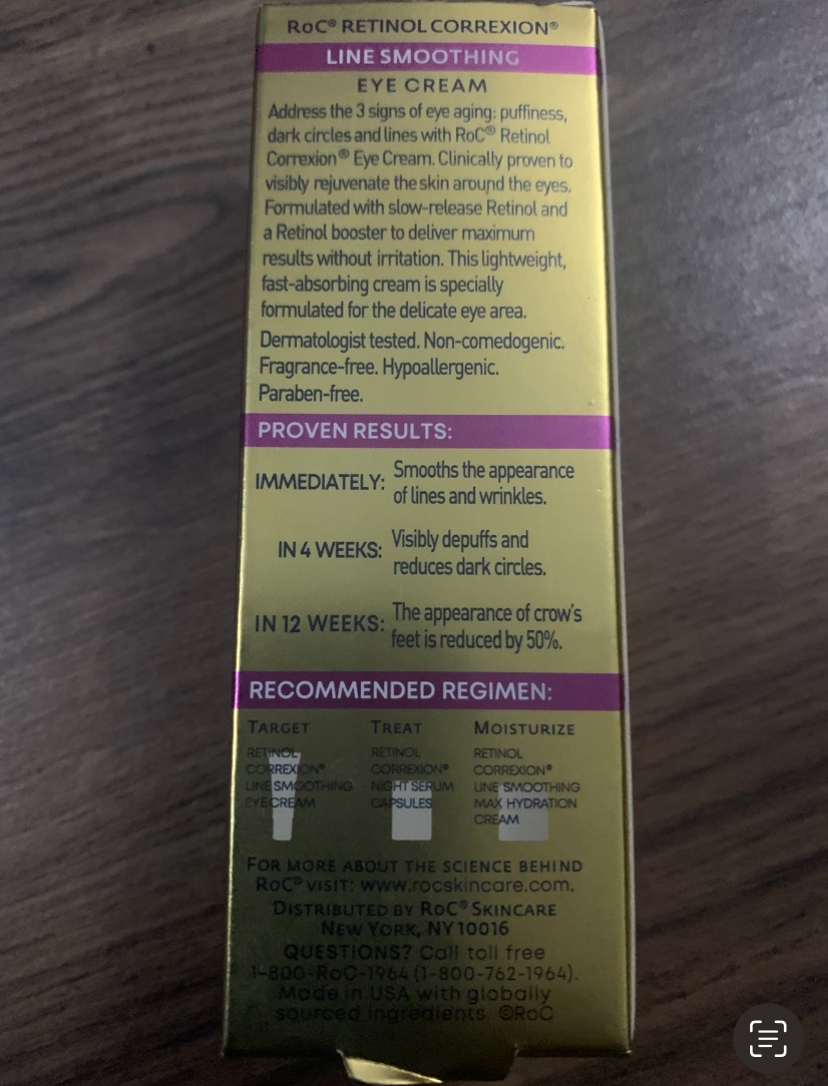 RoC® RETINOL CORREXION®
LINE SMOOTHING
EYE CREAM
Address the 3 signs of eye aging: puffiness,
dark circles and lines with RoC® Retinol
Correxion® Eye Cream. Clinically proven to
visibly rejuvenate the skin around the eyes.
Formulated with slow-release Retinol and
a Retinol booster to deliver maximum
results without irritation. This lightweight,
fast-absorbing cream is specially
formulated for the delicate eye area.
Dermatologist tested. Non-comedogenic.
Fragrance-free. Hypoallergenic.
Paraben-free.
PROVEN RESULTS:
IMMEDIATELY: Smooths the appearance
of lines and wrinkles.
IN 4 WEEKS: Visibly depuffs and
reduces dark circles.
IN 12 WEEKS: The appearance of crow's
feet is reduced by 50%.
RECOMMENDED REGIMEN:
TARGET
RETINOL
CORREXION®
LINE SMOOTHING
EYE CREAM
TREAT
RETINOL
CORREXION®
NIGHT SERUM
CAPSULES
MOISTURIZE
RETINOL
CORREXION®
LINE SMOOTHING
MAX HYDRATION
CREAM
FOR MORE ABOUT THE SCIENCE BEHIND
RoC® VISIT: www.rocskincare.com.
DISTRIBUTED BY RoC® SKINCARE
NEW YORK, NY 10016
QUESTIONS? Call toll free
1-800-RoC-1964 (1-800-762-1964).
Made in USA with globally
sourced ingredients. ©RoC